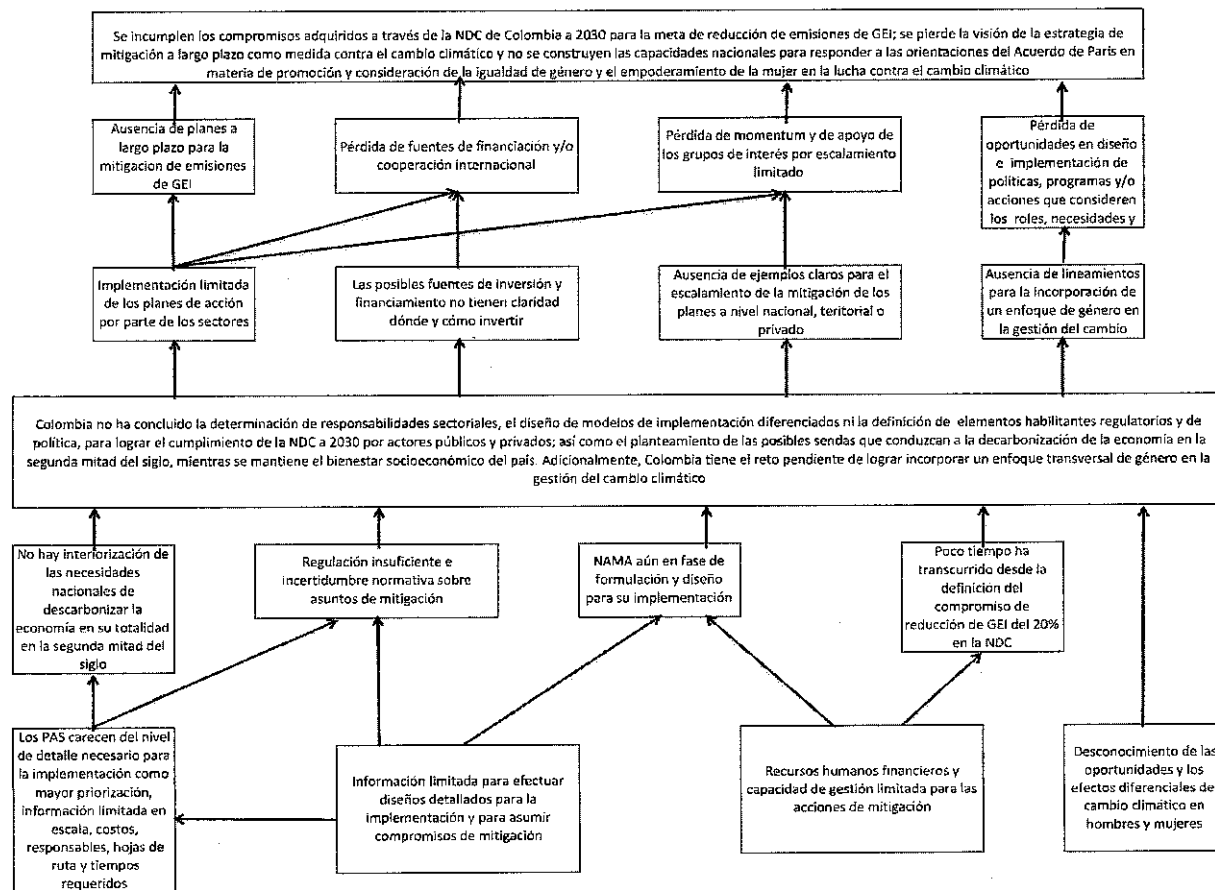 Se incumplen los compromisos adquiridos a través de la NDC de Colombia a 2030 para la meta de reducción de emisiones de GEI; se pierde la visión de la estrategia de
mitigación a largo plazo como medida contra el cambio climático y no se construyen las capacidades nacionales para responder a las orientaciones del Acuerdo de Paris en
materia de promoción y consideración de la igualdad de género y el empoderamiento de la mujer en la lucha contra el cambio climático
Ausencia de planes a
largo plazo para la
mitigacion de emisiones
de GEI
Pérdida de fuentes de financiación y/o
cooperación internacional
Pérdida de momentum y de apoyo de
los grupos de interés por escalamiento
limitado
Pérdida de
oportunidades en diseño
e implementación de
políticas, programas y/o
acciones que consideren
los roles, necesidades y
Implementación limitada
de los planes de acción
por parte de los sectores
Las posibles fuentes de inversión y
financiamiento no tienen claridad
dónde y cómo invertir
Ausencia de ejemplos claros para el
escalamiento de la mitigación de los
planes a nivel nacional, territorial o
privado
Ausencia de lineamientos
para la incorporación de
un enfoque de género en
la gestión del cambio
Colombia no ha concluido la determinación de responsabilidades sectoriales, el diseño de modelos de implementación diferenciados ni la definición de elementos habilitantes regulatorios y de
política, para lograr el cumplimiento de la NDC a 2030 por actores públicos y privados; así como el planteamiento de las posibles sendas que conduzcan a la decarbonización de la economía en la
segunda mitad del siglo, mientras se mantiene el bienestar socioeconómico del país. Adicionalmente, Colombia tiene el reto pendiente de lograr incorporar un enfoque transversal de género en la
gestión del cambio climático
No hay interiorización de
las necesidades
nacionales de
descarbonizar la
economía en su totalidad
en la segunda mitad del
siglo
Regulación insuficiente e
incertidumbre normativa sobre
asuntos de mitigación
NAMA aún en fase de
formulación y diseño
para su implementación
Poco tiempo ha
transcurrido desde la
definición del
compromiso de
reducción de GEI del 20%
en la NDC
Los PAS carecen del nivel
de detalle necesario para
la implementación como
mayor priorización,
información limitada en
escala, costos,
responsables, hojas de
ruta y tiempos
requeridos
Información limitada para efectuar
diseños detallados para la
implementación y para asumir
compromisos de mitigación
Recursos humanos financieros y
capacidad de gestión limitada para las
acciones de mitigación
Desconocimiento de las
oportunidades y los
efectos diferenciales de
cambio climático en
hombres y mujeres